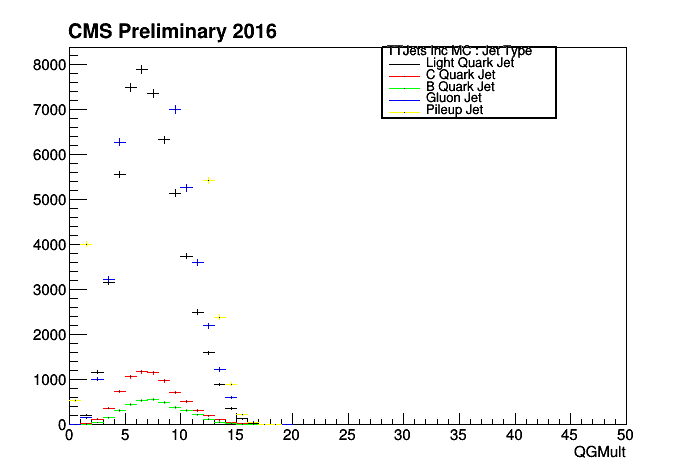 CMS Preliminary 2016
TTJets inc MC : Jet Type
Light Quark Jet
C Quark Jet
B Quark Jet
Gluon Jet
Pileup Jet
8000
7000
6000
5000
4000
3000
2000
1000
0
0 5 10 15 20 25 30 35 40 45 50
QGMult